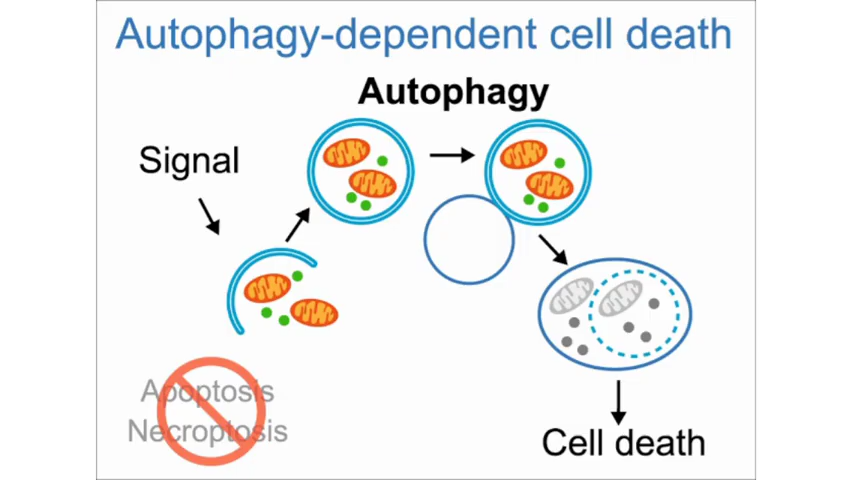 Autophagy-dependent cell death
Autophagy
Signal
Apoptosis
Necroptosis
Cell death